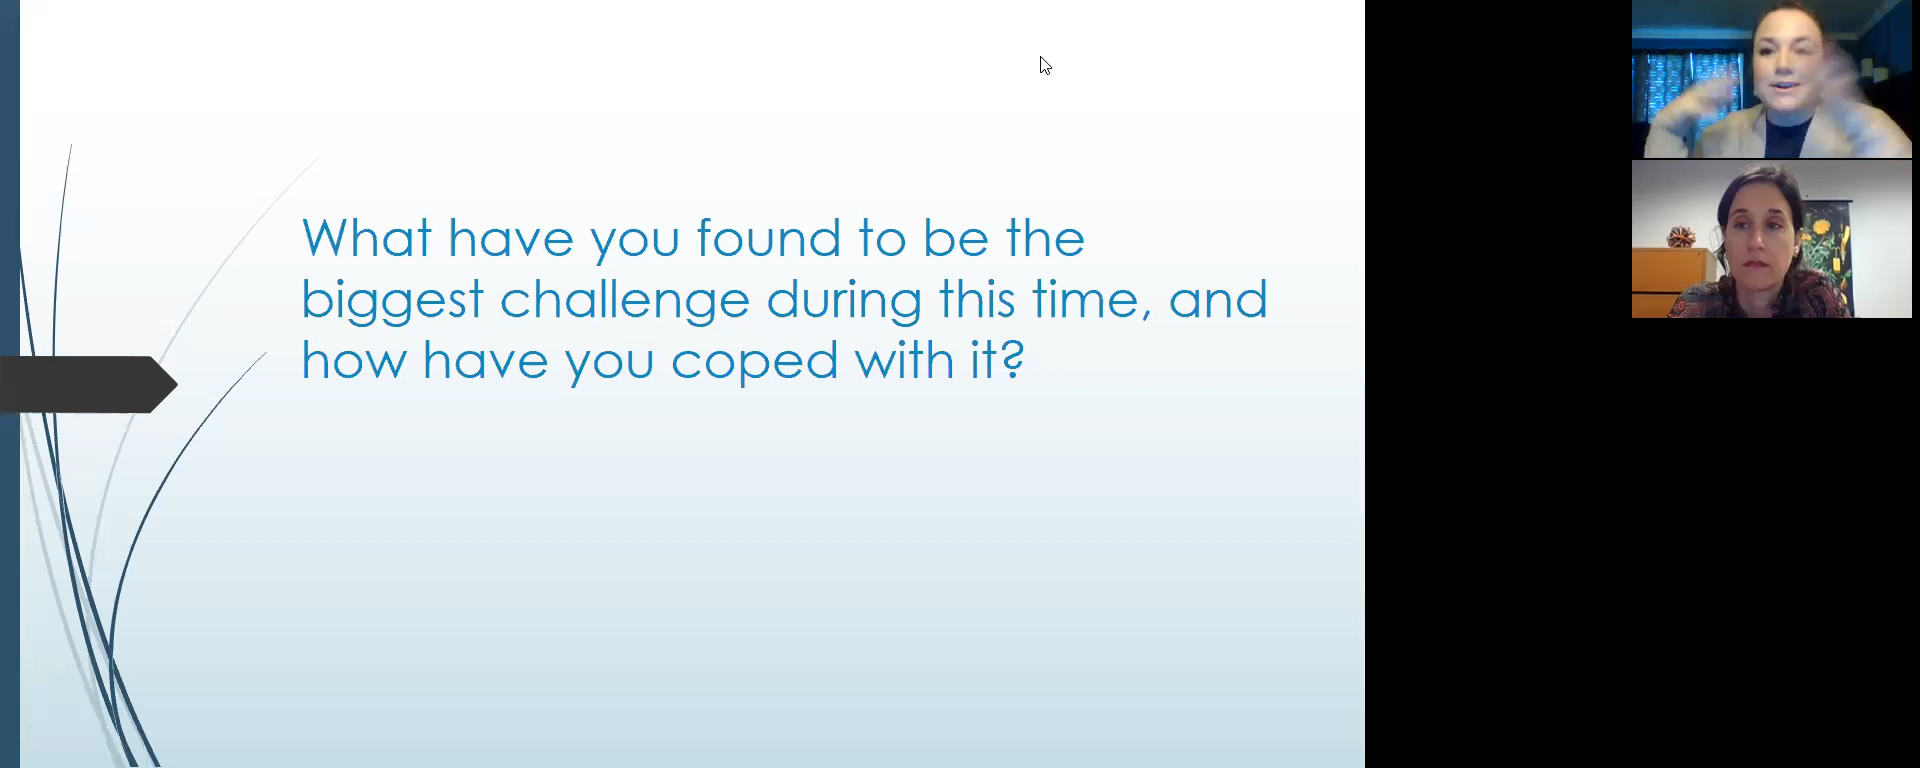 What have you found to be the
biggest challenge during this time, and
how have you coped with it?